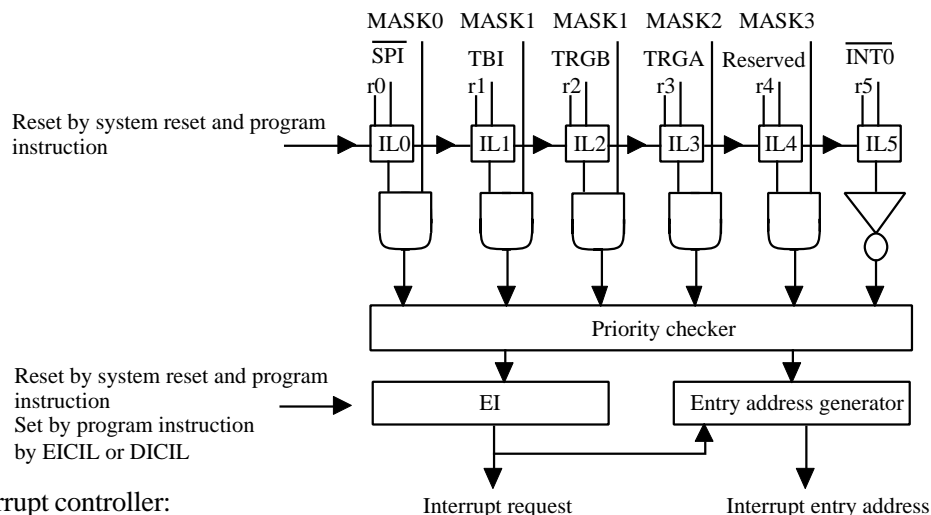 MASK0 MASK1 MASK1 MASK2 MASK3
SPI TBI TRGB TRGA Reserved INT0
r0 r1 r2 r3 r4 r5
Reset by system reset and program
instruction
IL0 IL1 IL2 IL3 IL4 IL5
Priority checker
Reset by system reset and program
instruction
Set by program instruction
by EICIL or DICIL
EI
Entry address generator
rrupt controller:
Interrupt request
Interrupt entry address